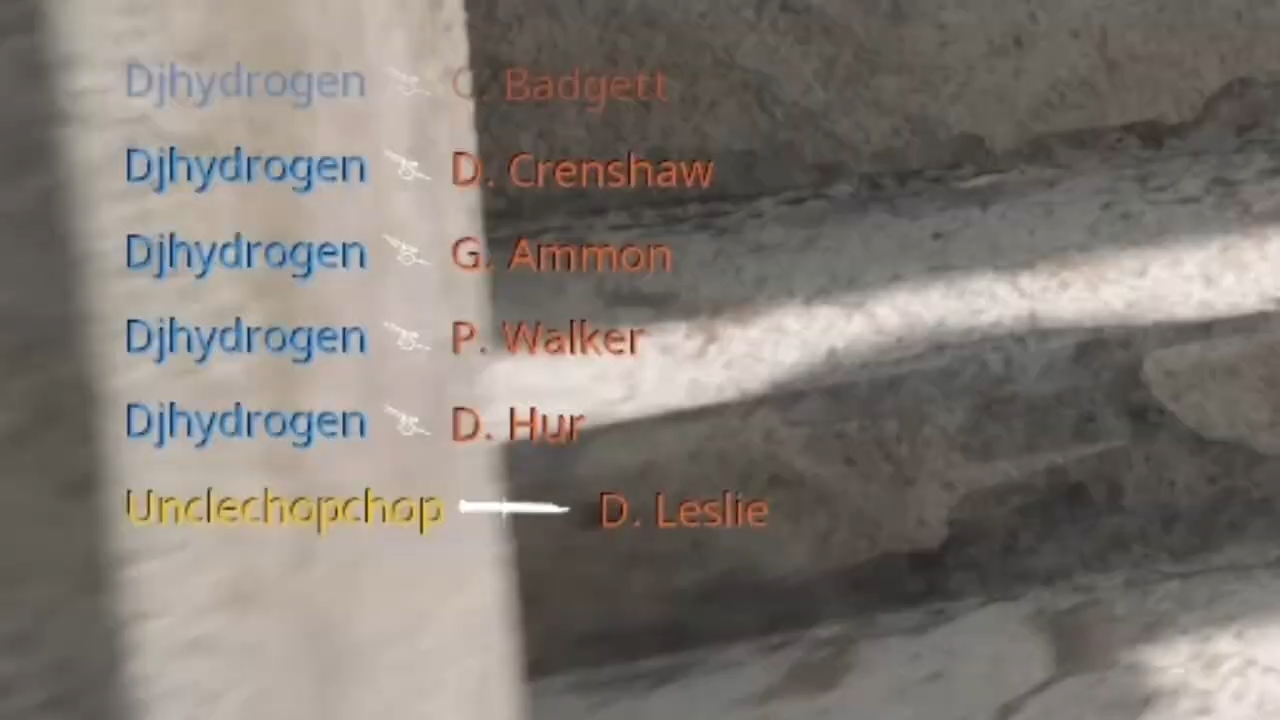 Djhydrogen C. Badgett
Djhydrogen D. Crenshaw
Djhydrogen G. Ammon
Djhydrogen P. Walker
Djhydrogen D. Hur
Unclechopchop D. Leslie